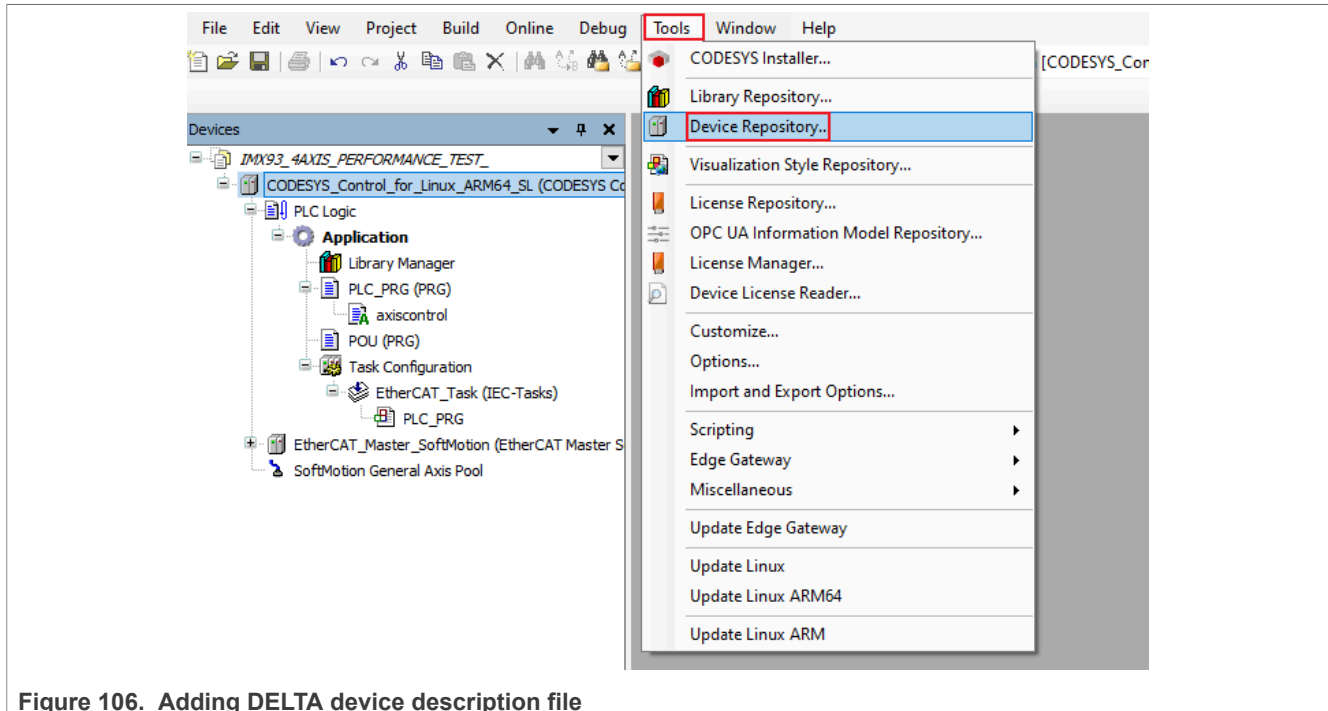 File Edit View Project Build Online Debug Tools Window Help
[CODESYS_Con
Devices
IMX93_4AXIS_PERFORMANCE_TEST_
CODESYS_Control_for_Linux_ARM64_SL (CODESYS Co
PLC Logic
Application
Library Manager
PLC_PRG (PRG)
axiscontrol
POU (PRG)
Task Configuration
EtherCAT_Task (IEC-Tasks)
PLC_PRG
EtherCAT_Master_SoftMotion (EtherCAT Master S
SoftMotion General Axis Pool
CODESYS Installer...
Library Repository...
Device Repository..
Visualization Style Repository...
License Repository...
OPC UA Information Model Repository...
License Manager...
Device License Reader...
Customize...
Options...
Import and Export Options...
Scripting
Edge Gateway
Miscellaneous
Update Edge Gateway
Update Linux
Update Linux ARM64
Update Linux ARM
Figure 106. Adding DELTA device description file